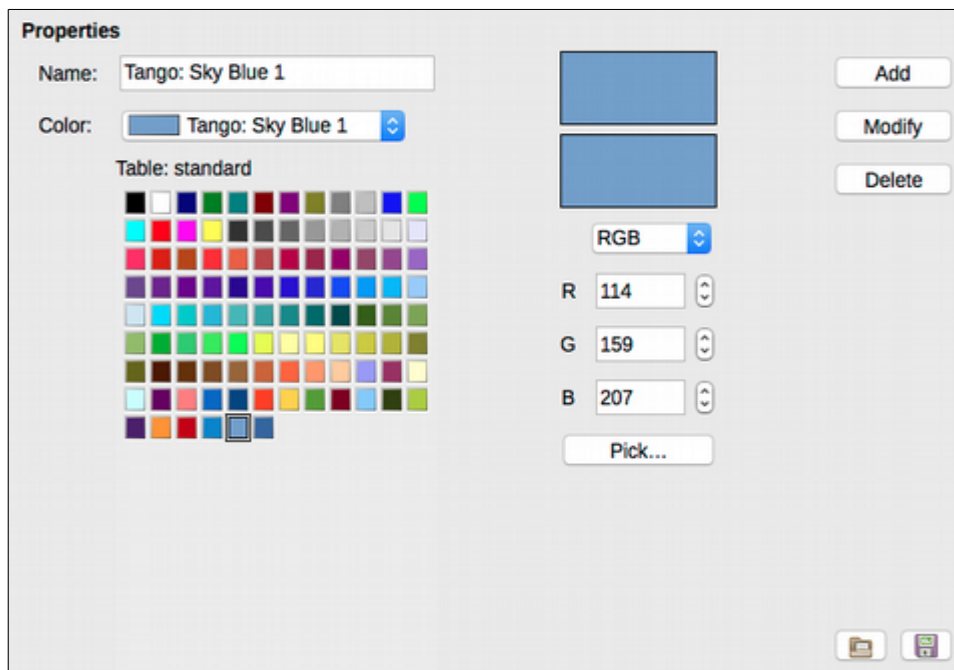 Properties
Name: Tango: Sky Blue 1
Color: Tango: Sky Blue 1
Table: standard
RGB
R 114
G 159
B 207
Pick...
Add
Modify
Delete